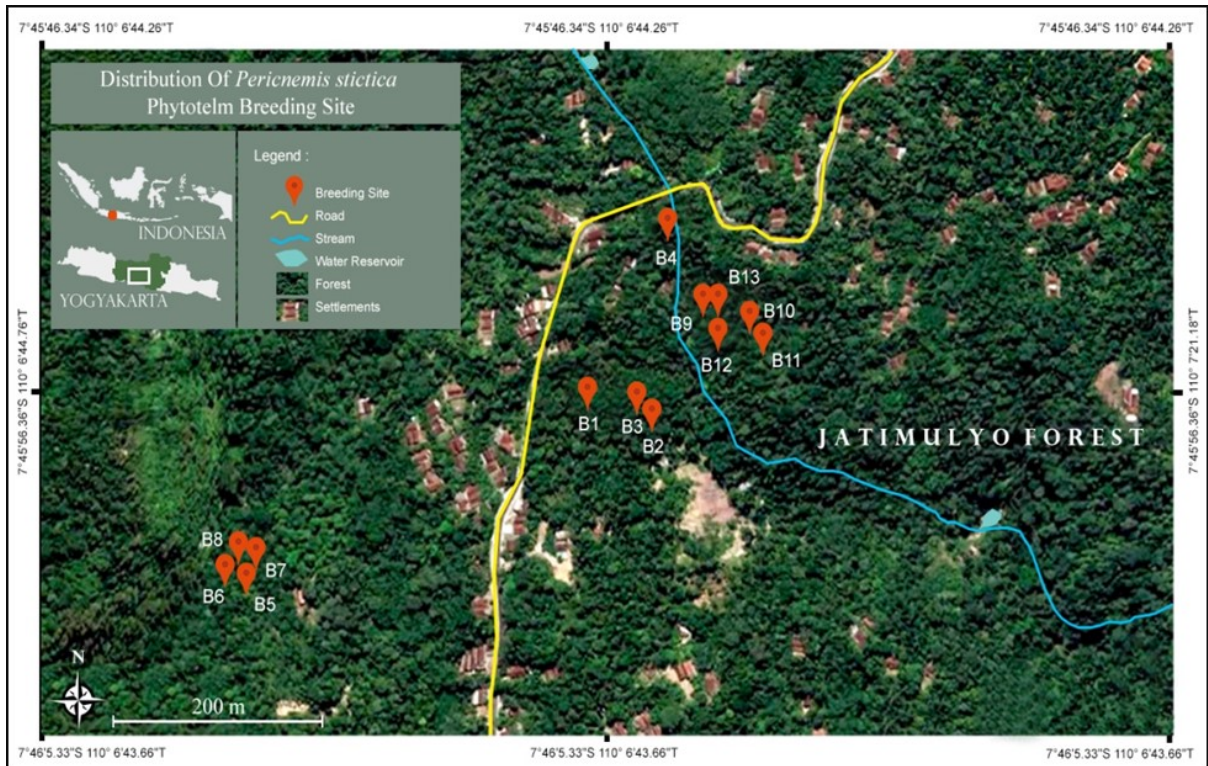 7°45'46.34"S 110° 6'44.26"T
7°45'46.34"S 110° 6'44.26"T
7°45'46.34"S 110° 6'44.26"T
Distribution Of Pericnemis stictica
Phytotelm Breeding Site
INDONESIA
YOGYAKARTA
Legend :
Breeding Site
Road
Stream
Water Reservoir
Forest
Settlements
B4
B13
B9
B10
B12
B11
B1
B3
B2
7°45'56.36"S 110° 6'44.76"T
7°45'56.36"S 110° 7'21.18"T
JATIMULYO FOREST
B8
B7
B6
B5
N
200 m
7°46'5.33"S 110° 6'43.66"T
7°46'5.33"S 110° 6'43.66"T
7°46'5.33"S 110° 6'43.66"T